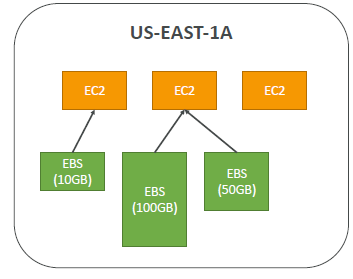 US-EAST-1A
EC2
EC2
EC2
EBS
(10GB)
EBS
(100GB)
EBS
(50GB)